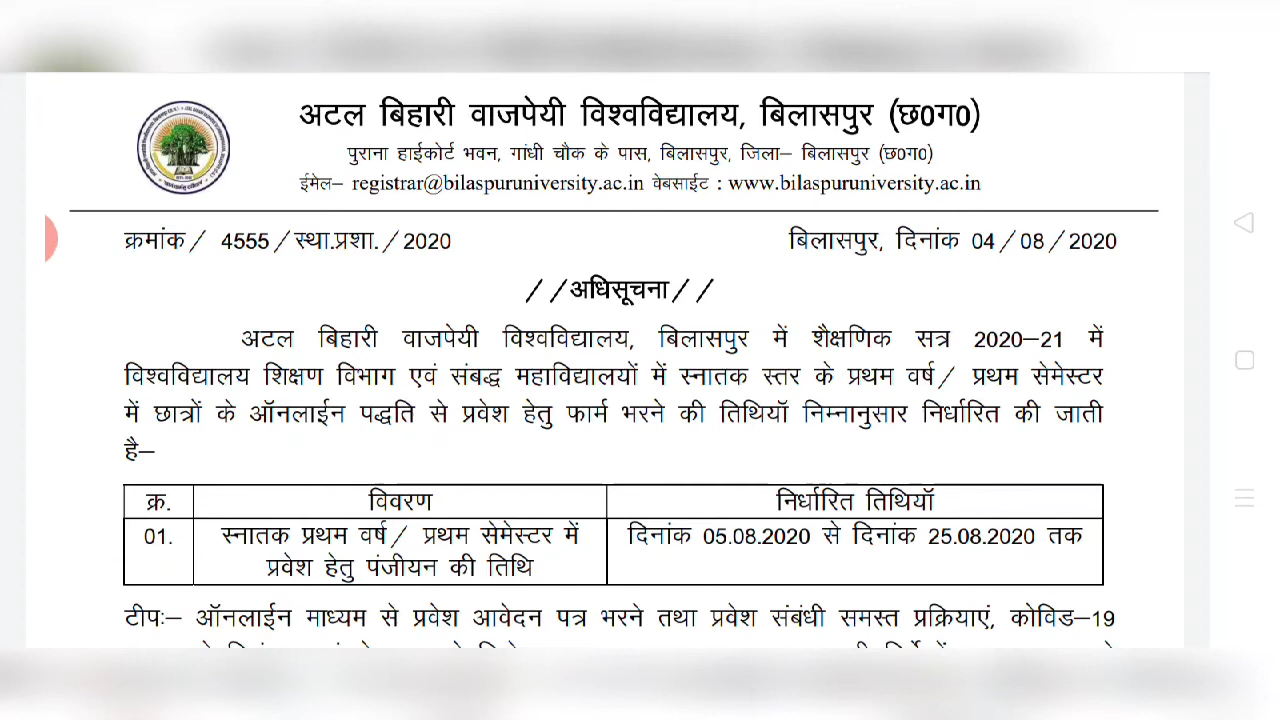 अटल बिहारी वाजपेयी विश्वविद्यालय, बिलासपुर (छ0ग0)
पुराना हाईकोर्ट भवन, गांधी चौक के पास, बिलासपुर, जिला– बिलासपुर (छ0ग0)
ईमेल– registrar@bilaspuruniversity.ac.in वेबसाईट : www.bilaspuruniversity.ac.in
क्रमांक / 4555 / स्था.प्रशा. / 2020 बिलासपुर, दिनांक 04 / 08 / 2020
//अधिसूचना//
अटल बिहारी वाजपेयी विश्वविद्यालय, बिलासपुर में शैक्षणिक सत्र 2020–21 में
विश्वविद्यालय शिक्षण विभाग एवं संबद्ध महाविद्यालयों में स्नातक स्तर के प्रथम वर्ष / प्रथम सेमेस्टर
में छात्रों के ऑनलाईन पद्धति से प्रवेश हेतु फार्म भरने की तिथियॉ निम्नानुसार निर्धारित की जाती
है–
क्र. विवरण निर्धारित तिथियॉ
01. स्नातक प्रथम वर्ष / प्रथम सेमेस्टर में दिनांक 05.08.2020 से दिनांक 25.08.2020 तक
प्रवेश हेतु पंजीयन की तिथि
टीपः– ऑनलाईन माध्यम से प्रवेश आवेदन पत्र भरने तथा प्रवेश संबंधी समस्त प्रक्रियाएं, कोविड–19